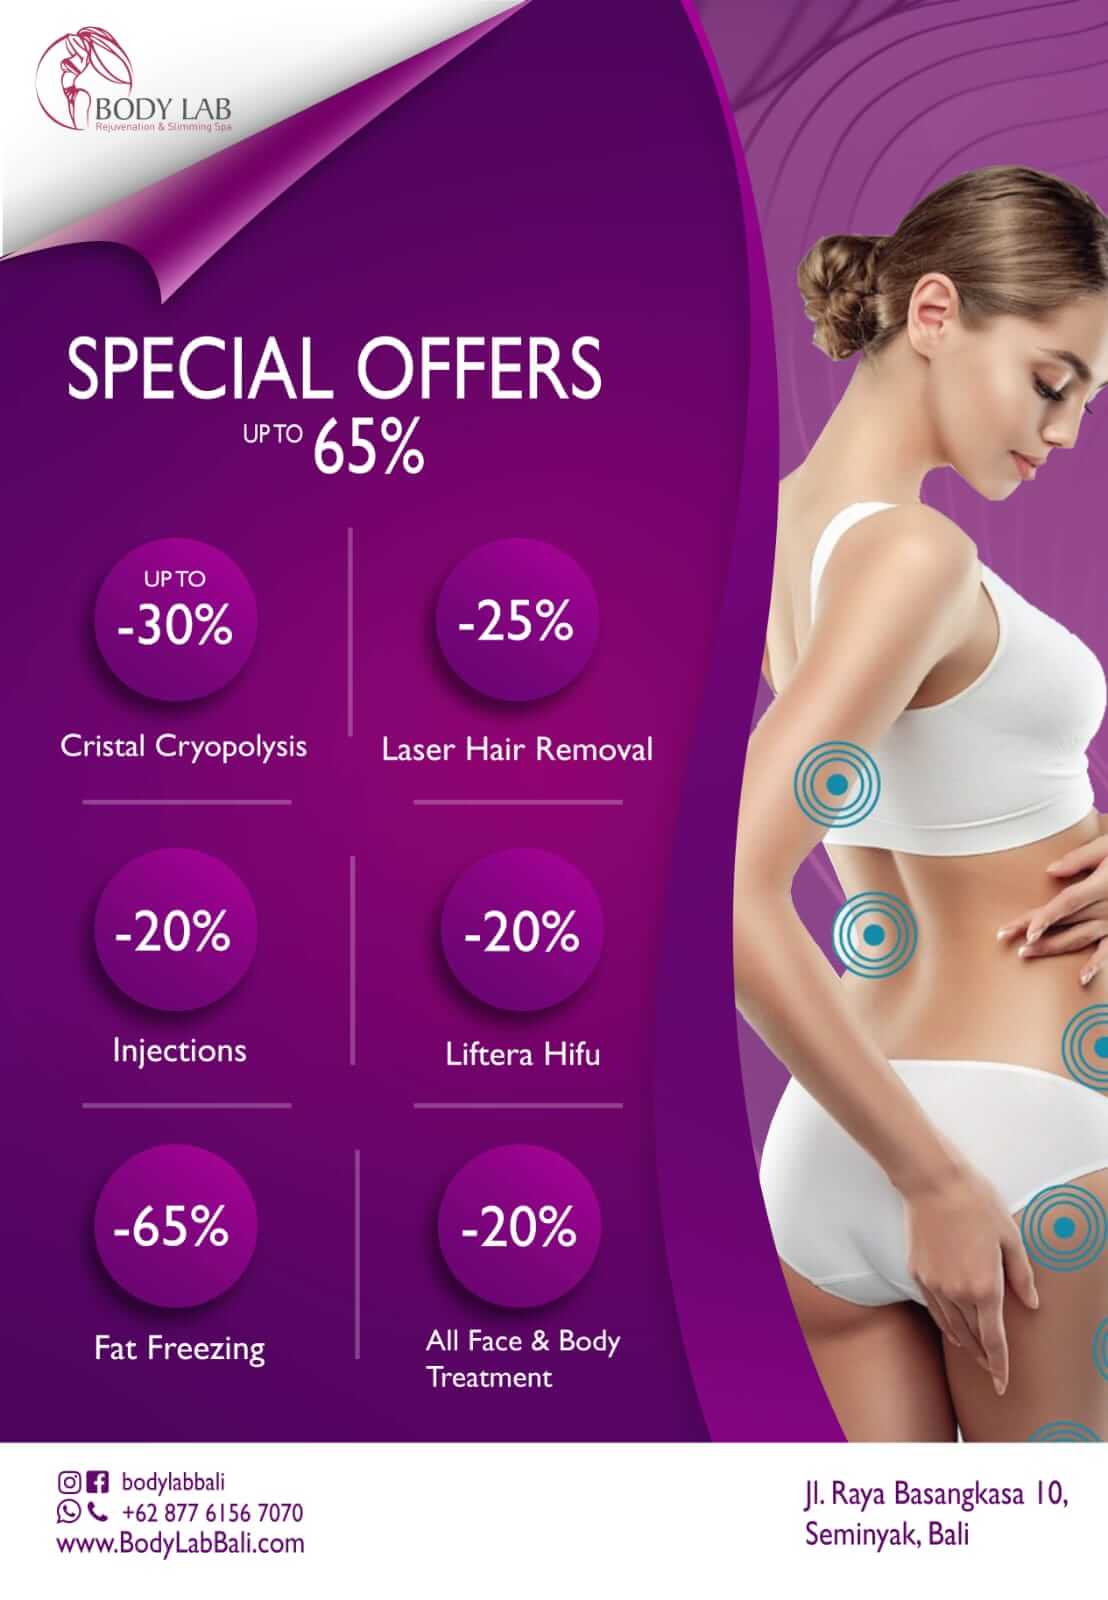 BODY LAB
Rejuvenation & Slimming Spa
SPECIAL OFFERS
UP TO 65%
UP TO
-30%
Cristal Cryopolysis
-25%
Laser Hair Removal
-20%
Injections
-20%
Liftera Hifu
-65%
Fat Freezing
-20%
All Face & Body
Treatment
bodylabbali
+62 877 6156 7070
www.BodyLabBali.com
Jl. Raya Basangkasa 10,
Seminyak, Bali